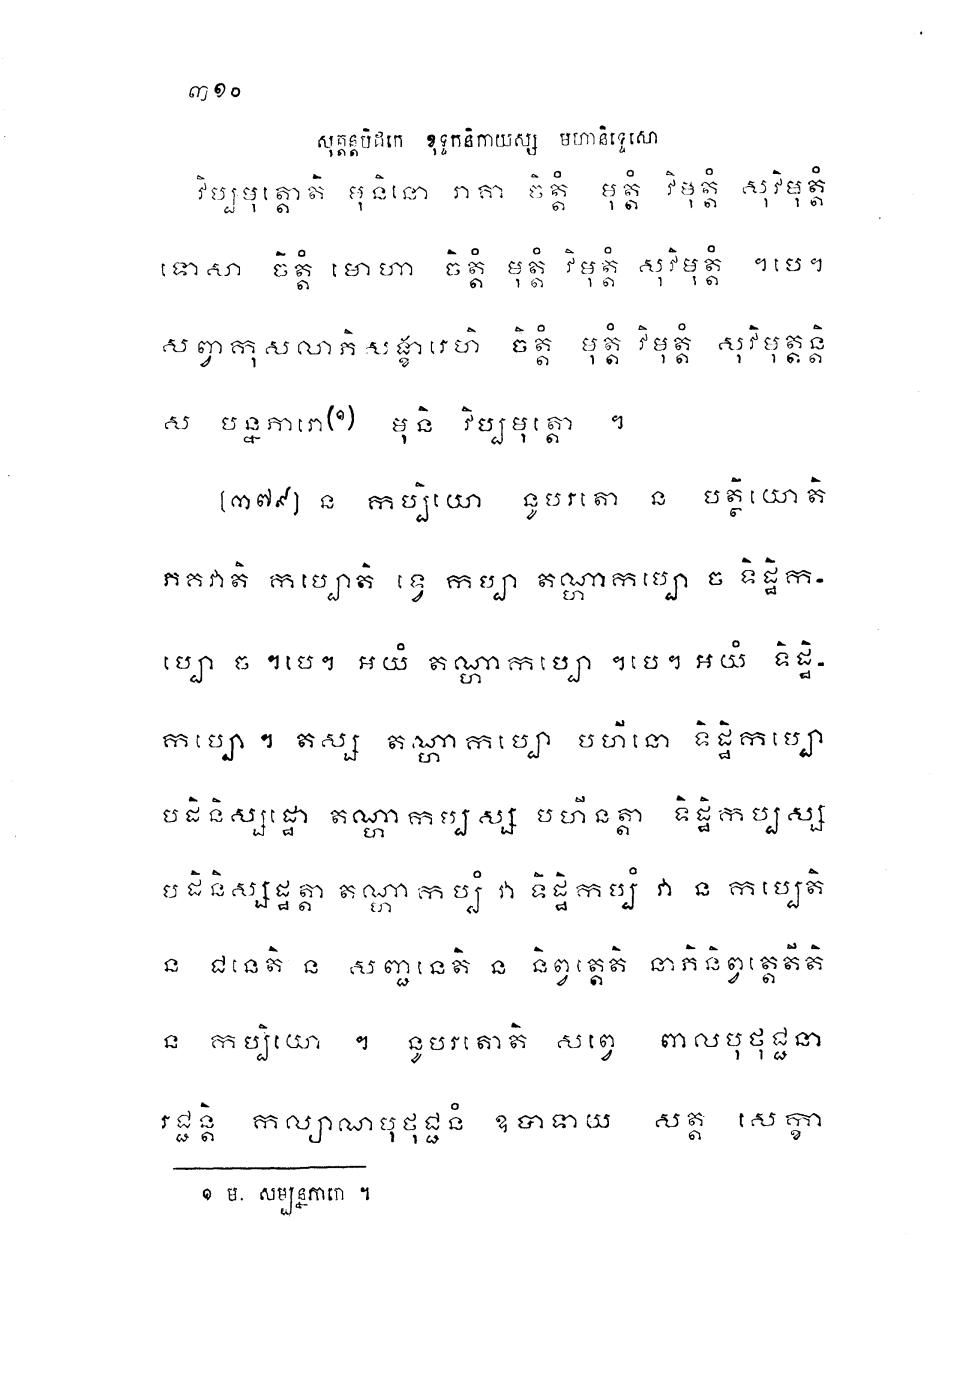 ៣១០
សុត្តន្តបិដកេ ខុទ្ទកនិកាយស្ស មហានិទ្ទេសោ
វិប្បមុត្តោតិ មុនិនោ រាគា ចិត្តំ មុត្តំ វិមុត្តំ សុវិមុត្តំ
ទោសា ចិត្តំ មោហា ចិត្តំ មុត្តំ វិមុត្តំ សុវិមុត្តំ ។បេ។
សព្វាកុសលាភិសង្ខារេហិ ចិត្តំ មុត្តំ វិមុត្តំ សុវិមុត្តន្តិ
ស បន្នភារោ(១) មុនិ វិប្បមុត្តោ ។
[៣៧៩] ន កប្បិយោ នូបរតោ ន បត្ថិយោតិ
ភគវាតិ កប្បោតិ ទ្វេ កប្បា តណ្ហាកប្បោ ច ទិដ្ឋិក-
ប្បោ ច ។បេ។ អយំ តណ្ហាកប្បោ ។បេ។ អយំ ទិដ្ឋិ-
កប្បោ ។ តស្ស តណ្ហាកប្បោ បហីនោ ទិដ្ឋិកប្បោ
បដិនិស្សដ្ឋោ តណ្ហាកប្បស្ស បហីនត្តា ទិដ្ឋិកប្បស្ស
បដិនិស្សដ្ឋត្តា តណ្ហាកប្បំ វា ទិដ្ឋិកប្បំ វា ន កប្បេតិ
ន ជនេតិ ន សញ្ជនេតិ ន និព្វត្តេតិ នាភិនិព្វត្តេតីតិ
ន កប្បិយោ ។ នូបរតោតិ សព្វេ ពាលបុថុជ្ជនា
រជ្ជន្តិ កល្យាណបុថុជ្ជនំ ឧបាទាយ សត្ត សេក្ខា
១ ម. សម្បន្នភារោ ។